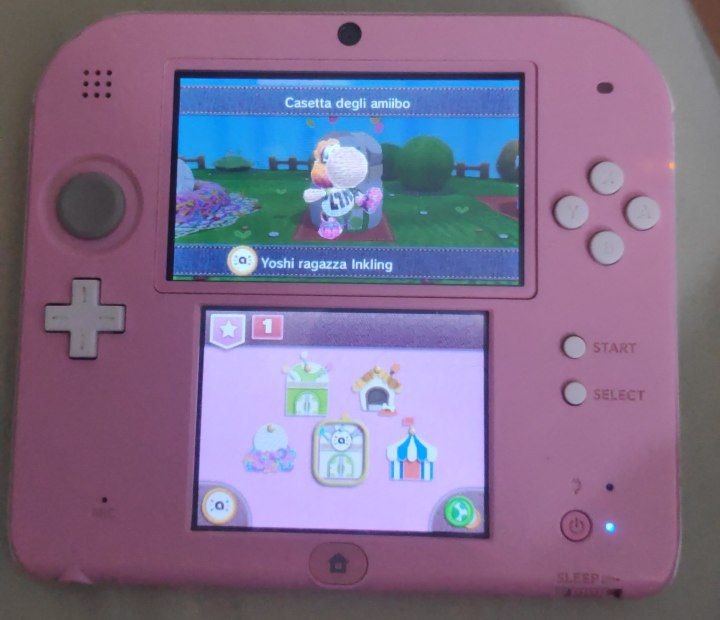 Casetta degli amiibo
X
Y
A
B
a Yoshi ragazza Inkling
1
START
SELECT
a
a
MIC
SLEEP